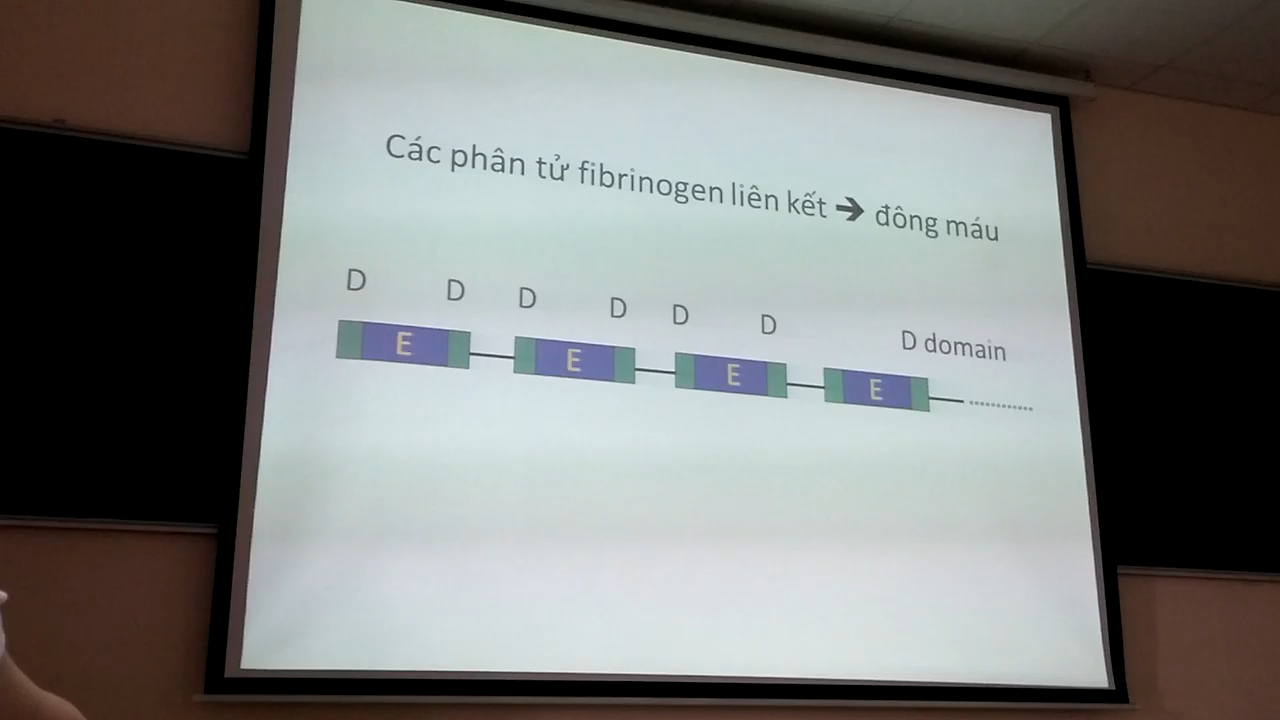 Các phân tử fibrinogen liên kết ➔ đông máu
D D D D D D D domain
E E E E